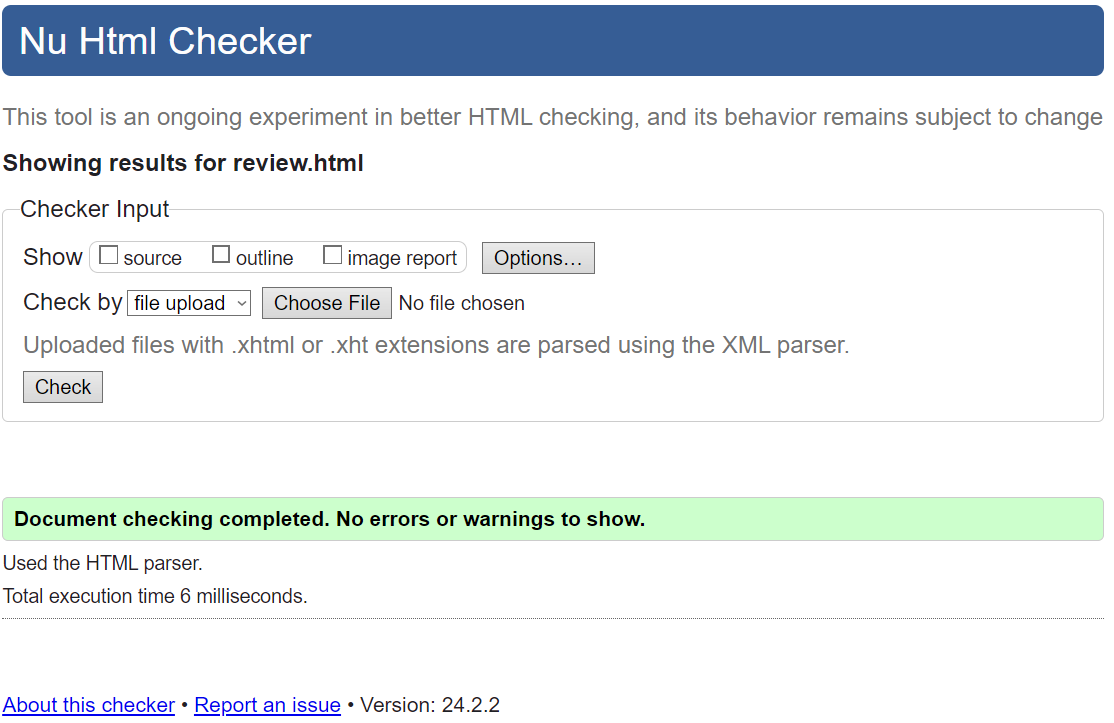 Nu Html Checker
This tool is an ongoing experiment in better HTML checking, and its behavior remains subject to change
Showing results for review.html
Checker Input
Show source outline image report Options…
Check by file upload Choose File No file chosen
Uploaded files with .xhtml or .xht extensions are parsed using the XML parser.
Check
Document checking completed. No errors or warnings to show.
Used the HTML parser.
Total execution time 6 milliseconds.
About this checker • Report an issue • Version: 24.2.2